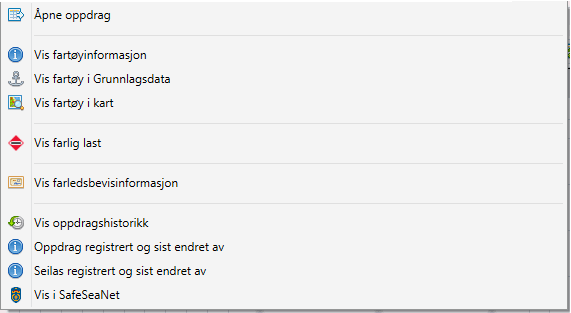 Åpne oppdrag
Vis fartøyinformasjon
Vis fartøy i Grunnlagsdata
Vis fartøy i kart
Vis farlig last
Vis farledsbevisinformasjon
Vis oppdragshistorikk
Oppdrag registrert og sist endret av
Seilas registrert og sist endret av
Vis i SafeSeaNet